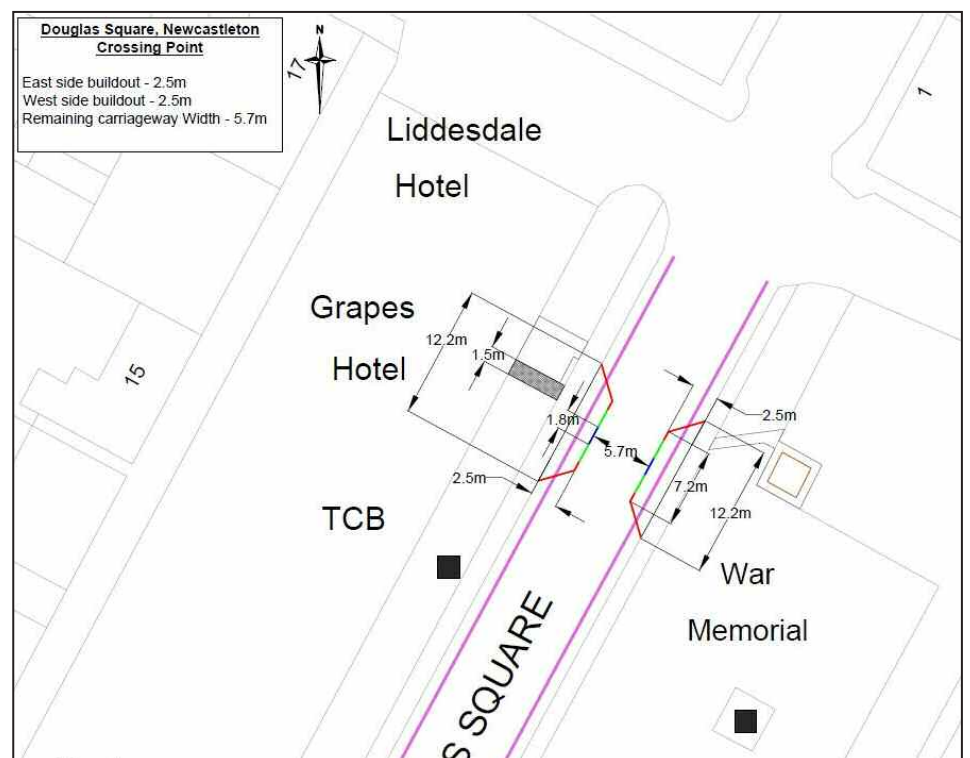 Douglas Square, Newcastleton
Crossing Point
East side buildout - 2.5m
West side buildout - 2.5m
Remaining carriageway Width - 5.7m
N
17
1
Liddesdale
Hotel
Grapes
Hotel
15
12.2m
1.5m
1.8m
5.7m
2.5m
2.5m
7.2m
12.2m
TCB
War
Memorial
S SQUARE